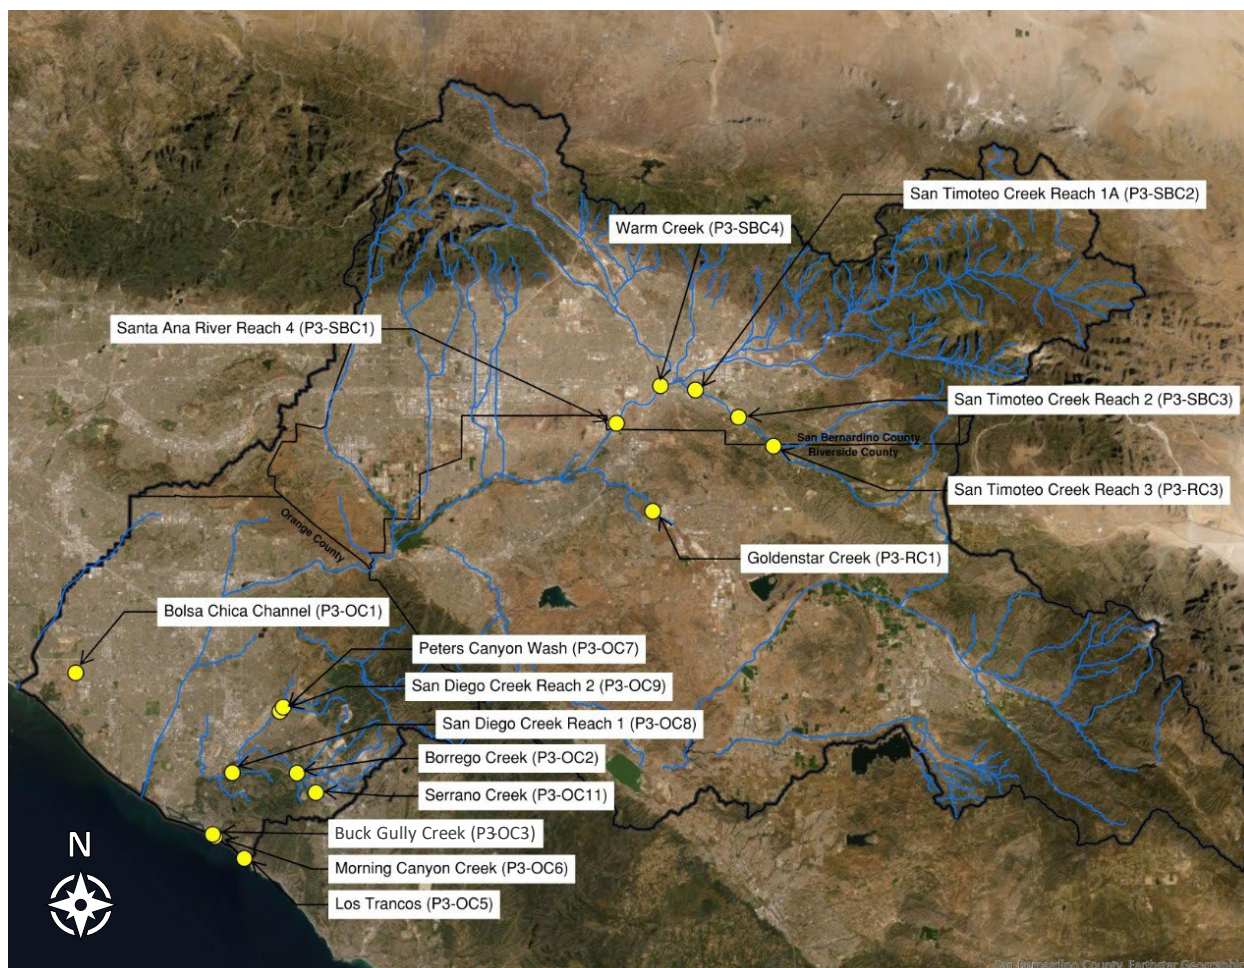 San Timoteo Creek Reach 1A (P3-SBC2)
Warm Creek (P3-SBC4)
Santa Ana River Reach 4 (P3-SBC1)
San Timoteo Creek Reach 2 (P3-SBC3)
San Bernardino County
Riverside County
San Timoteo Creek Reach 3 (P3-RC3)
Orange County
Goldenstar Creek (P3-RC1)
Bolsa Chica Channel (P3-OC1)
Peters Canyon Wash (P3-OC7)
San Diego Creek Reach 2 (P3-OC9)
San Diego Creek Reach 1 (P3-OC8)
Borrego Creek (P3-OC2)
Serrano Creek (P3-OC11)
Buck Gully Creek (P3-OC3)
Morning Canyon Creek (P3-OC6)
Los Trancos (P3-OC5)
N
San Bernardino County, Earthstar Geographic